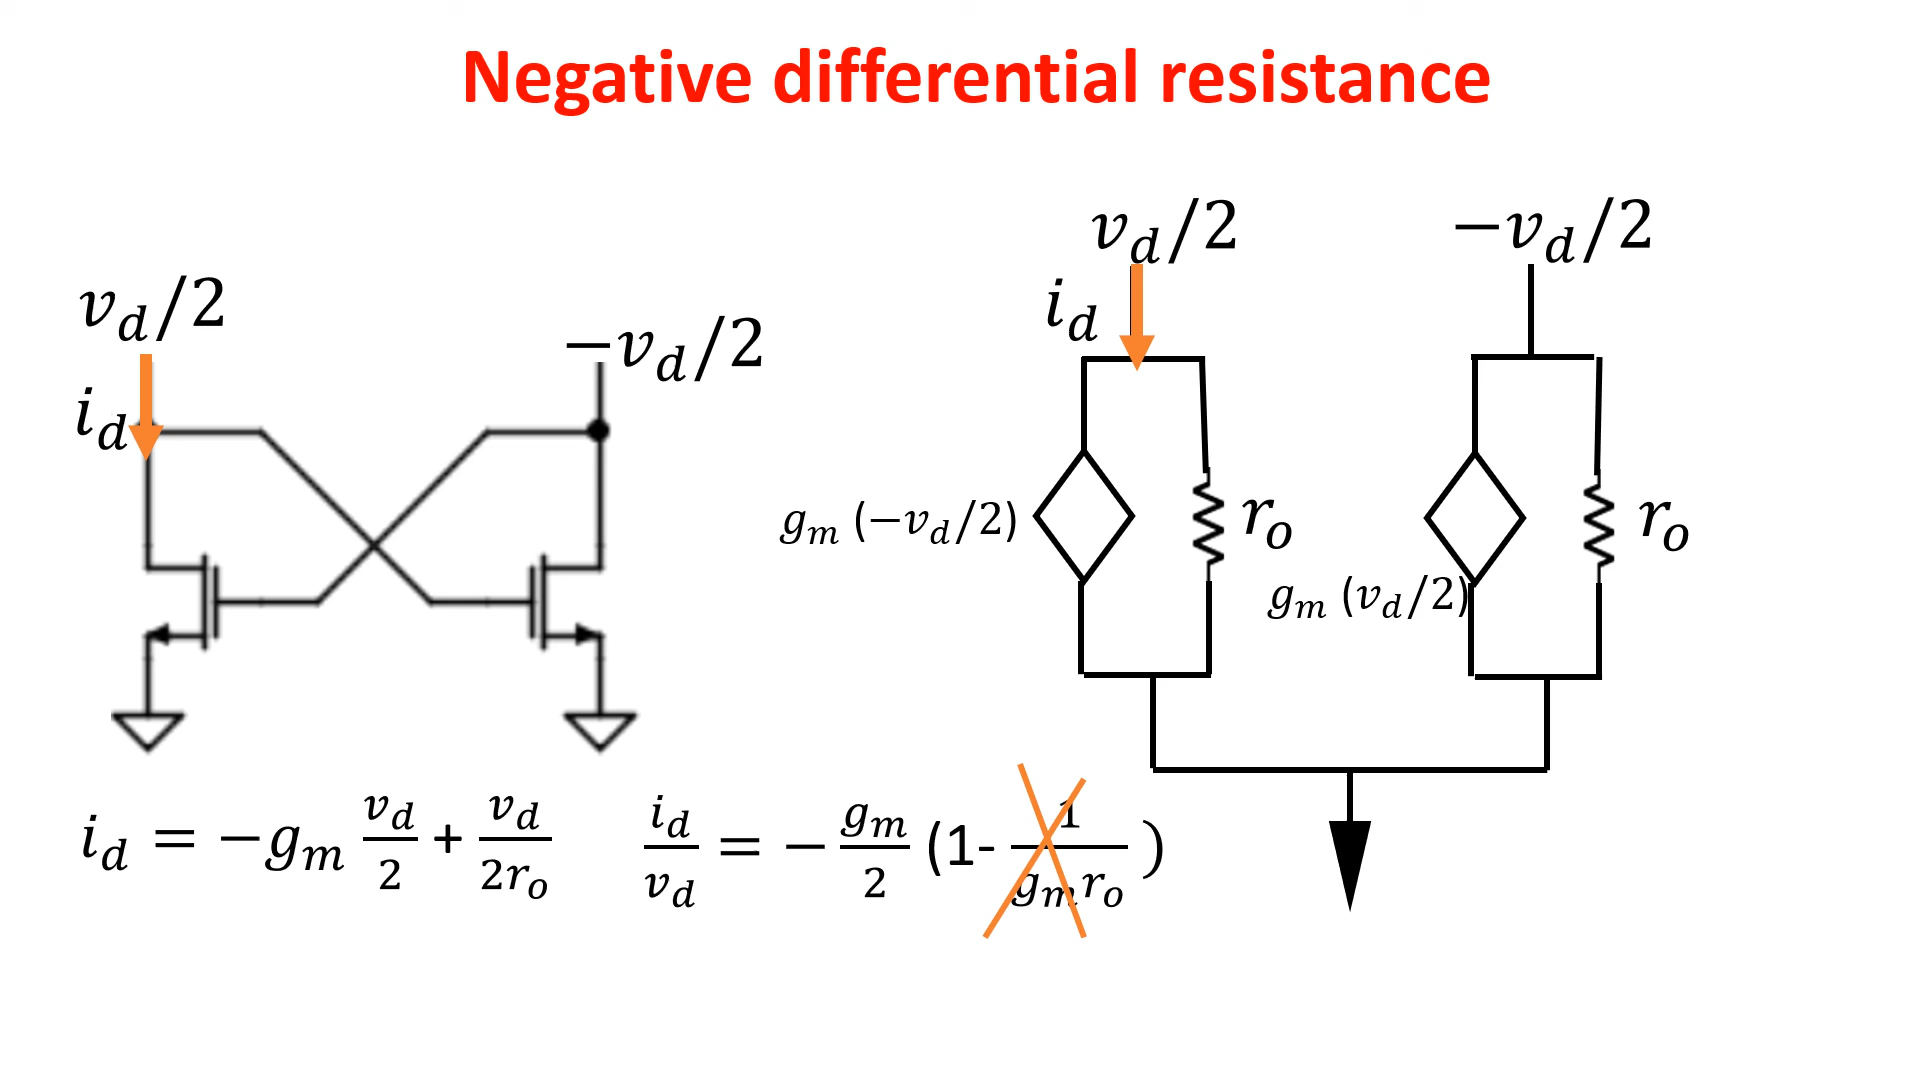 Negative differential resistance
v_d/2
−v_d/2
i_d
v_d/2
−v_d/2
i_d
g_m (−v_d/2)
r_o
g_m (v_d/2)
r_o
i_d = −g_m v_d/2 + v_d/2r_o
i_d/v_d = − g_m/2 (1- 1/g_m r_o )